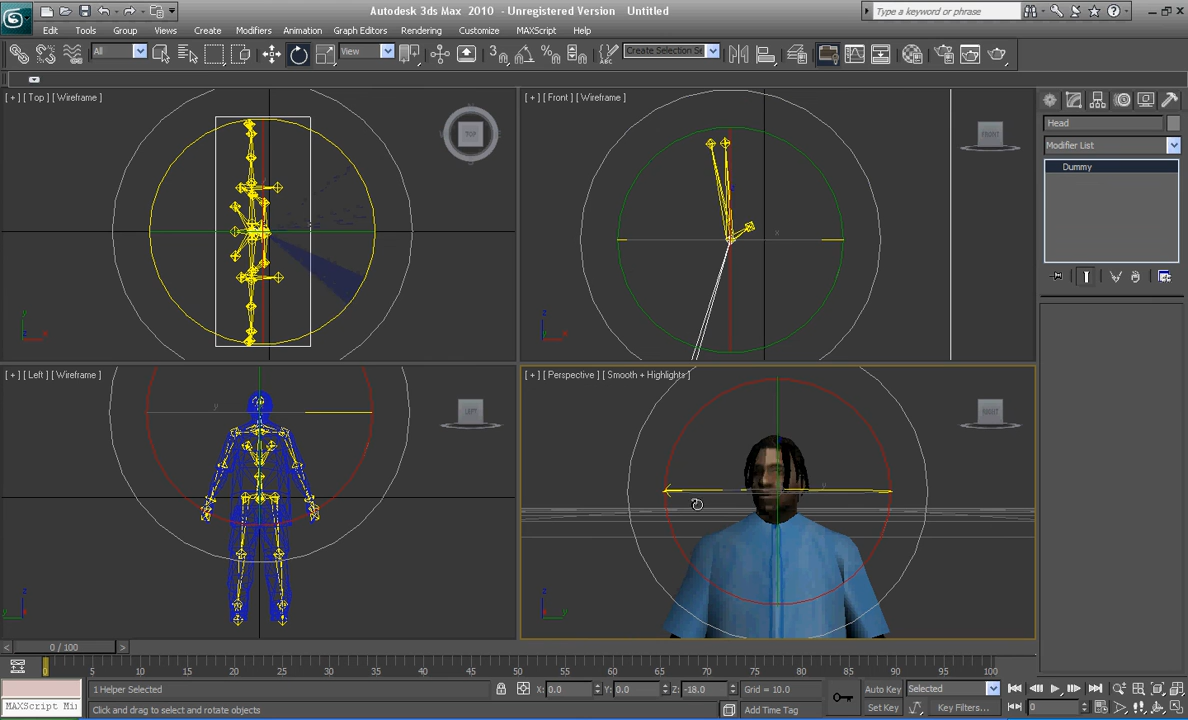 Autodesk 3ds Max 2010 - Unregistered Version Untitled
Type a keyword or phrase
Edit Tools Group Views Create Modifiers Animation Graph Editors Rendering Customize MAXScript Help
All
View
Create Selection Se
[ + ] [ Top ] [ Wireframe ]
TOP
[ + ] [ Front ] [ Wireframe ]
FRONT
x
y
x
z
x
Head
Modifier List
Dummy
[ + ] [ Left ] [ Wireframe ]
LEFT
y
z
y
[ + ] [ Perspective ] [ Smooth + Highlights ]
y
z
y
< 0 / 100 >
0 5 10 15 20 25 30 35 40 45 50 55 60 65 70 75 80 85 90 95 100
1 Helper Selected
X: 0.0 Y: 0.0 Z: -18.0 Grid = 10.0
Auto Key Selected
MAXScript Mi
Click and drag to select and rotate objects
Add Time Tag
Set Key
Key Filters...
0